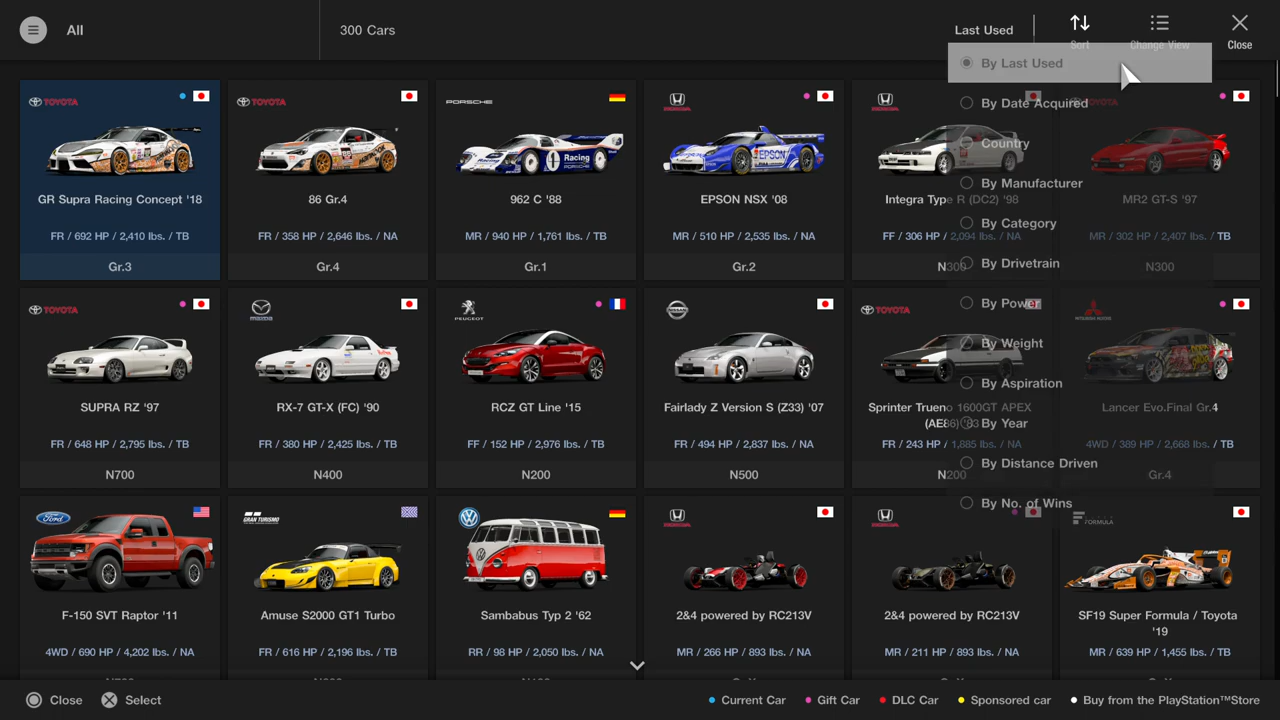 All
300 Cars
Last Used
Sort
Change View
Close
By Last Used
By Date Acquired
Country
By Manufacturer
By Category
By Drivetrain
By Power
By Weight
By Aspiration
By Year
By Distance Driven
By No. of Wins
TOYOTA
GR Supra Racing Concept '18
FR / 692 HP / 2,410 lbs. / TB
Gr.3
TOYOTA
86 Gr.4
FR / 358 HP / 2,646 lbs. / NA
Gr.4
PORSCHE
962 C '88
MR / 940 HP / 1,761 lbs. / TB
Gr.1
HONDA
EPSON NSX '08
MR / 510 HP / 2,535 lbs. / NA
Gr.2
HONDA
Integra Type R (DC2) '98
FF / 306 HP / 2,094 lbs. / NA
N300
TOYOTA
MR2 GT-S '97
MR / 302 HP / 2,407 lbs. / TB
N300
TOYOTA
SUPRA RZ '97
FR / 648 HP / 2,795 lbs. / TB
N700
mazda
RX-7 GT-X (FC) '90
FR / 380 HP / 2,425 lbs. / TB
N400
PEUGEOT
RCZ GT Line '15
FF / 152 HP / 2,976 lbs. / TB
N200
NISSAN
Fairlady Z Version S (Z33) '07
FR / 494 HP / 2,837 lbs. / NA
N500
TOYOTA
Sprinter Trueno 1600GT APEX
(AE86) '83
FR / 243 HP / 1,885 lbs. / NA
N200
MITSUBISHI MOTORS
Lancer Evo.Final Gr.4
4WD / 389 HP / 2,668 lbs. / TB
Gr.4
Ford
F-150 SVT Raptor '11
4WD / 690 HP / 4,202 lbs. / NA
GRAN TURISMO
Amuse S2000 GT1 Turbo
FR / 616 HP / 2,196 lbs. / TB
Sambabus Typ 2 '62
RR / 98 HP / 2,050 lbs. / NA
HONDA
2&4 powered by RC213V
MR / 266 HP / 893 lbs. / NA
HONDA
2&4 powered by RC213V
MR / 211 HP / 893 lbs. / NA
FORMULA
SF19 Super Formula / Toyota
'19
MR / 639 HP / 1,455 lbs. / TB
Close
Select
Current Car
Gift Car
DLC Car
Sponsored car
Buy from the PlayStation™Store